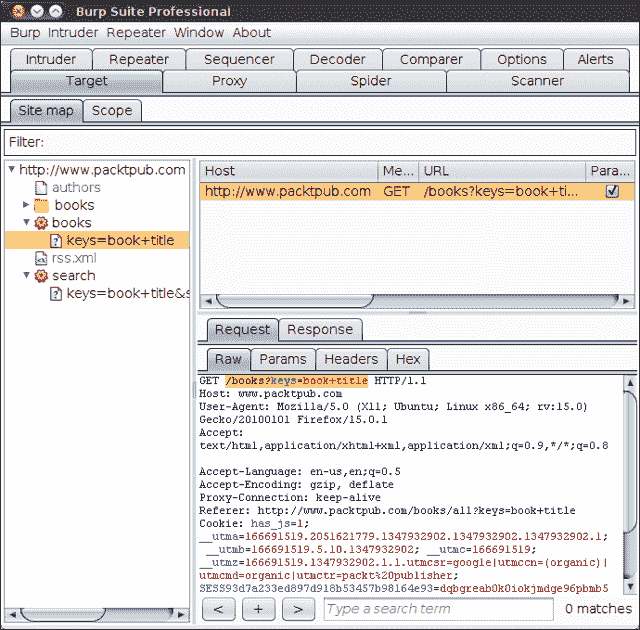 Burp Suite Professional
Burp Intruder Repeater Window About
Intruder Repeater Sequencer Decoder Comparer Options Alerts
Target Proxy Spider Scanner
Site map Scope
Filter:
http://www.packtpub.com
authors
books
books
keys=book+title
rss.xml
search
keys=book+title&s
Host Me... URL Para...
http://www.packtpub.com GET /books?keys=book+ti...
Request Response
Raw Params Headers Hex
GET /books?keys=book+title HTTP/1.1
Host: www.packtpub.com
User-Agent: Mozilla/5.0 (X11; Ubuntu; Linux x86_64; rv:15.0)
Gecko/20100101 Firefox/15.0.1
Accept:
text/html,application/xhtml+xml,application/xml;q=0.9,*/*;q=0.8
Accept-Language: en-us,en;q=0.5
Accept-Encoding: gzip, deflate
Proxy-Connection: keep-alive
Referer: http://www.packtpub.com/books/all?keys=book+title
Cookie: has_js=1;
__utma=166691519.2051621779.1347932902.1347932902.1347932902.1;
__utmb=166691519.5.10.1347932902; __utmc=166691519;
__utmz=166691519.1347932902.1.1.utmcsr=google|utmccn=(organic)|
utmcmd=organic|utmctr=packt%20publisher;
SESS93d7a233ed897d918b53457b98164e93=dqbgreab0k0iokjmdge96pbmb5
< + > Type a search term 0 matches